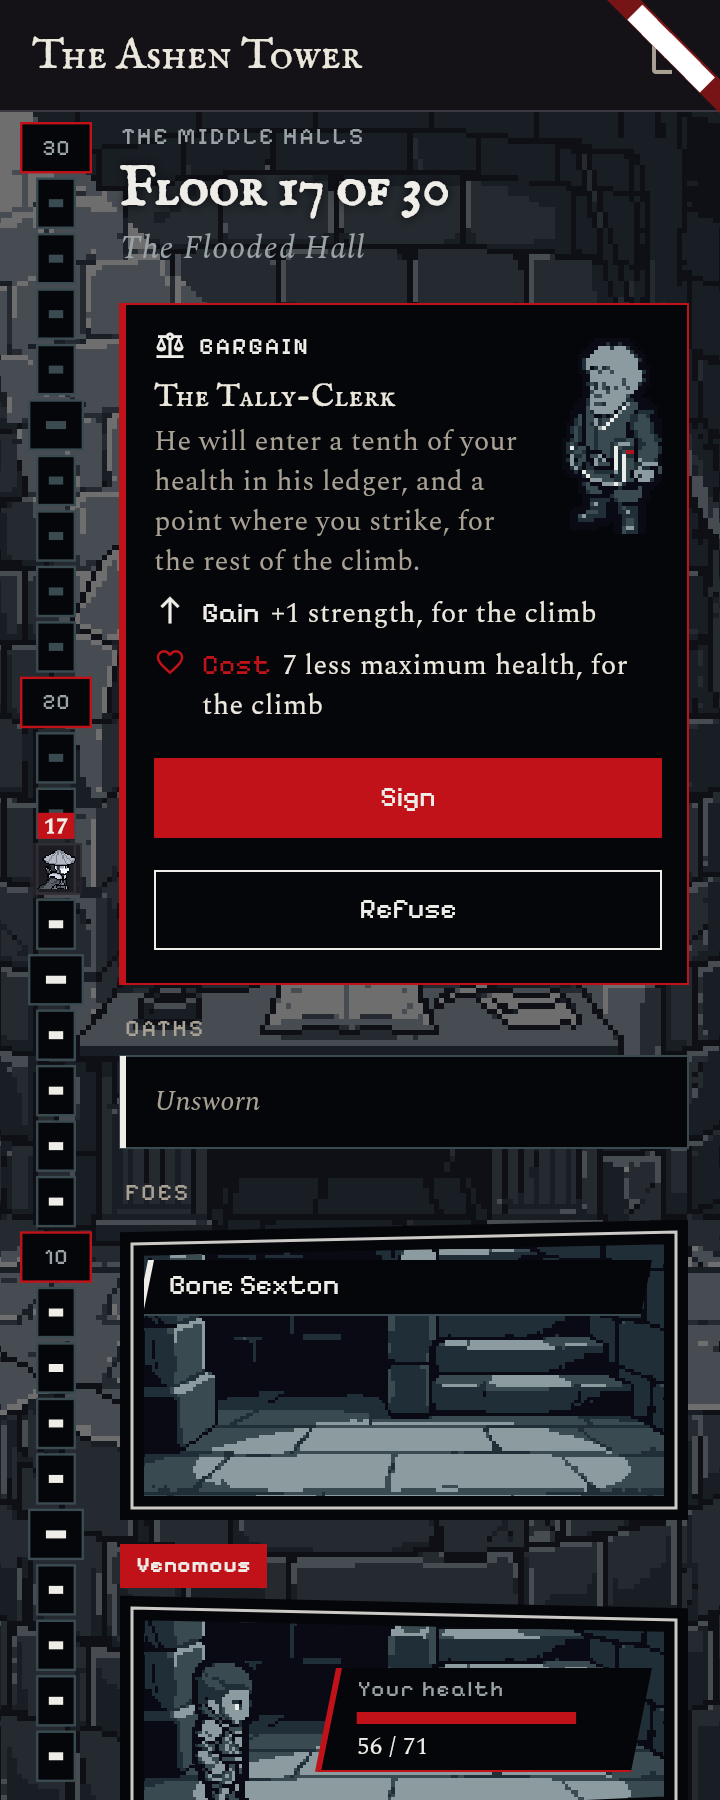 The Ashen Tower
THE MIDDLE HALLS
Floor 17 of 30
The Flooded Hall
30
20
17
10
BARGAIN
The Tally-Clerk
He will enter a tenth of your
health in his ledger, and a
point where you strike, for
the rest of the climb.
Gain +1 strength, for the climb
Cost 7 less maximum health, for
the climb
Sign
Refuse
OATHS
Unsworn
FOES
Bone Sexton
Venomous
Your health
56 / 71